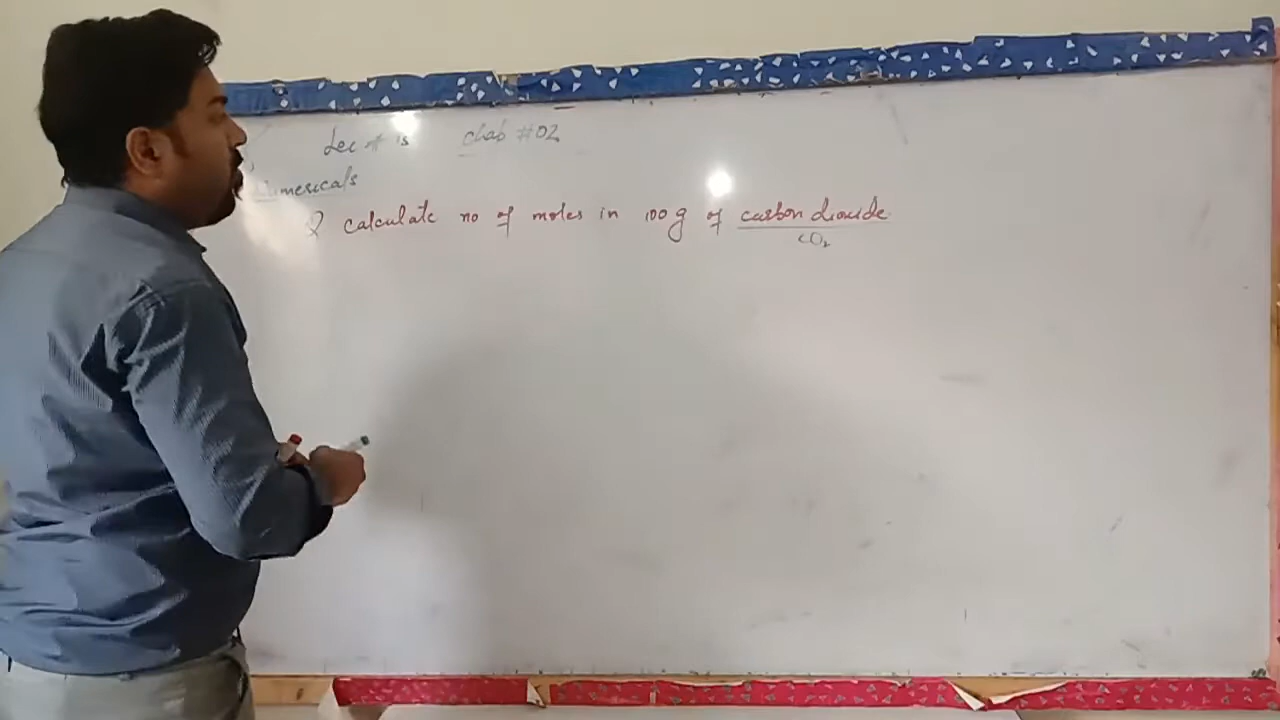 Lec # 15 chap #02
Numericals
Q calculate no of moles in 100 g of carbon dioxide
CO₂